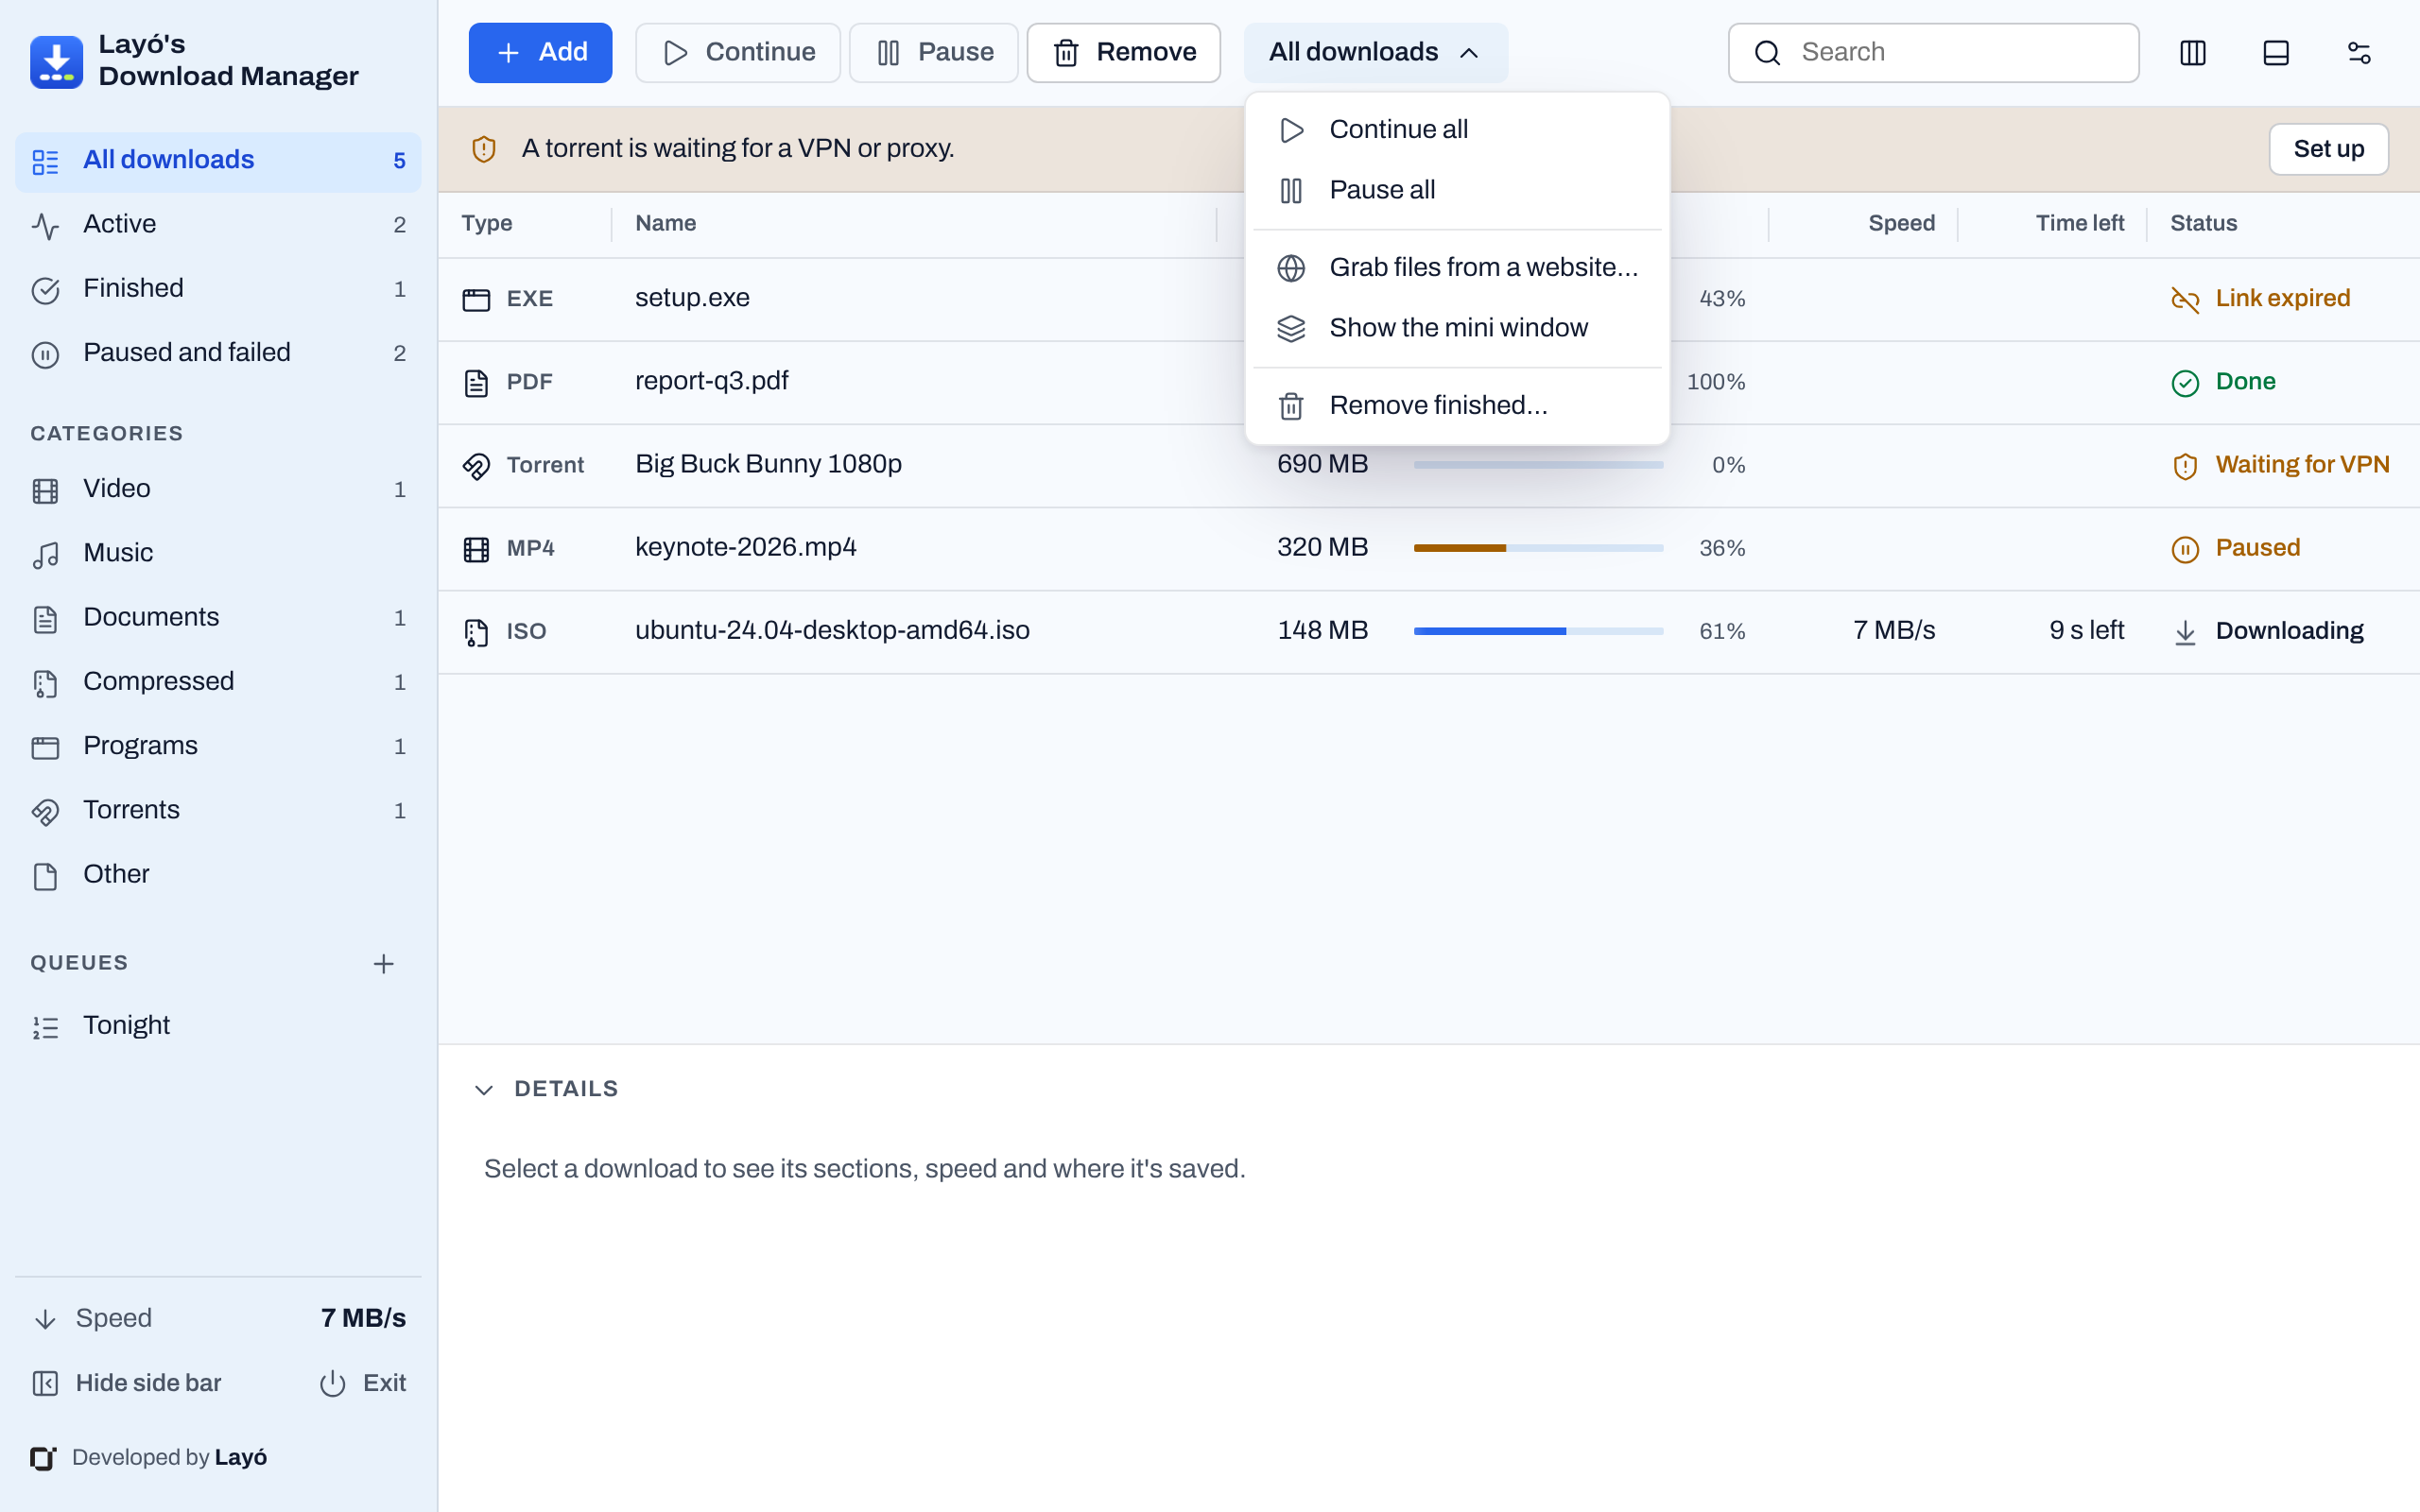 Layó's
Download Manager
All downloads 5
Active 2
Finished 1
Paused and failed 2
CATEGORIES
Video 1
Music
Documents 1
Compressed 1
Programs 1
Torrents 1
Other
QUEUES
Tonight
Speed 7 MB/s
Hide side bar Exit
Developed by Layó
Add Continue Pause Remove All downloads Search
Continue all
Pause all
Grab files from a website...
Show the mini window
Remove finished...
A torrent is waiting for a VPN or proxy. Set up
Type Name Speed Time left Status
EXE setup.exe 43% Link expired
PDF report-q3.pdf 100% Done
Torrent Big Buck Bunny 1080p 690 MB 0% Waiting for VPN
MP4 keynote-2026.mp4 320 MB 36% Paused
ISO ubuntu-24.04-desktop-amd64.iso 148 MB 61% 7 MB/s 9 s left Downloading
DETAILS
Select a download to see its sections, speed and where it's saved.